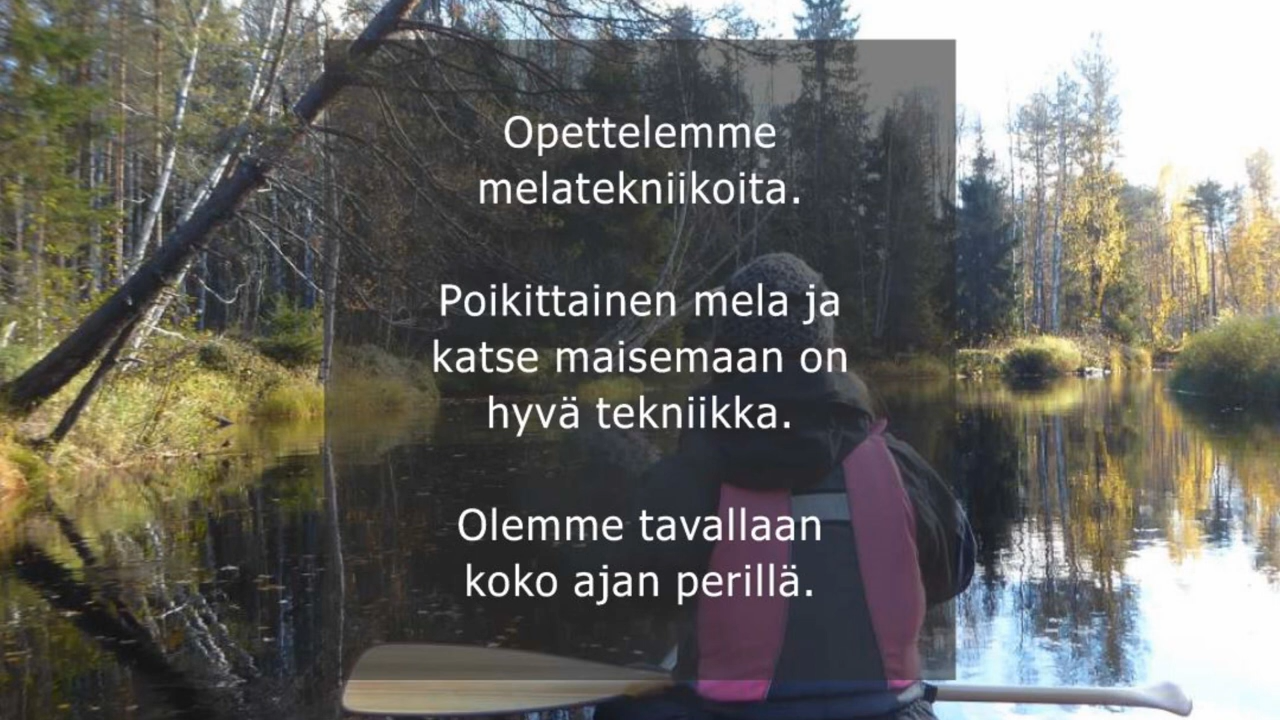 Opettelemme
melatekniikoita.
Poikittainen mela ja
katse maisemaan on
hyvä tekniikka.
Olemme tavallaan
koko ajan perillä.